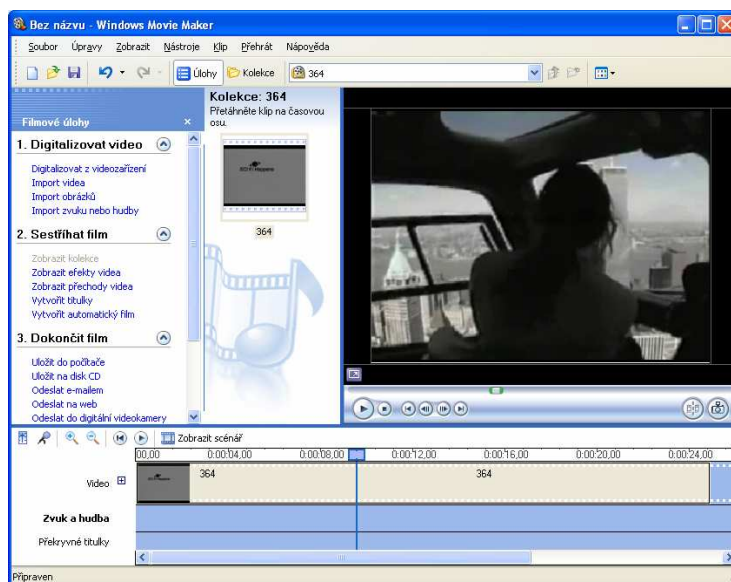 Bez názvu - Windows Movie Maker
Soubor Úpravy Zobrazit Nástroje Klip Přehrát Nápověda
Úlohy Kolekce 364
Filmové úlohy
Kolekce: 364
Přetáhněte klip na časovou
osu.
364
1. Digitalizovat video
Digitalizovat z videozařízení
Import videa
Import obrázků
Import zvuku nebo hudby
2. Sestříhat film
Zobrazit kolekce
Zobrazit efekty videa
Zobrazit přechody videa
Vytvořit titulky
Vytvořit automatický film
3. Dokončit film
Uložit do počítače
Uložit na disk CD
Odeslat e-mailem
Odeslat na web
Odeslat do digitální videokamery
Zobrazit scénář
00,00 0:00:04,00 0:00:08,00 0:00:12,00 0:00:16,00 0:00:20,00 0:00:24,00
Video 364 364
Zvuk a hudba
Překryvné titulky
Připraven